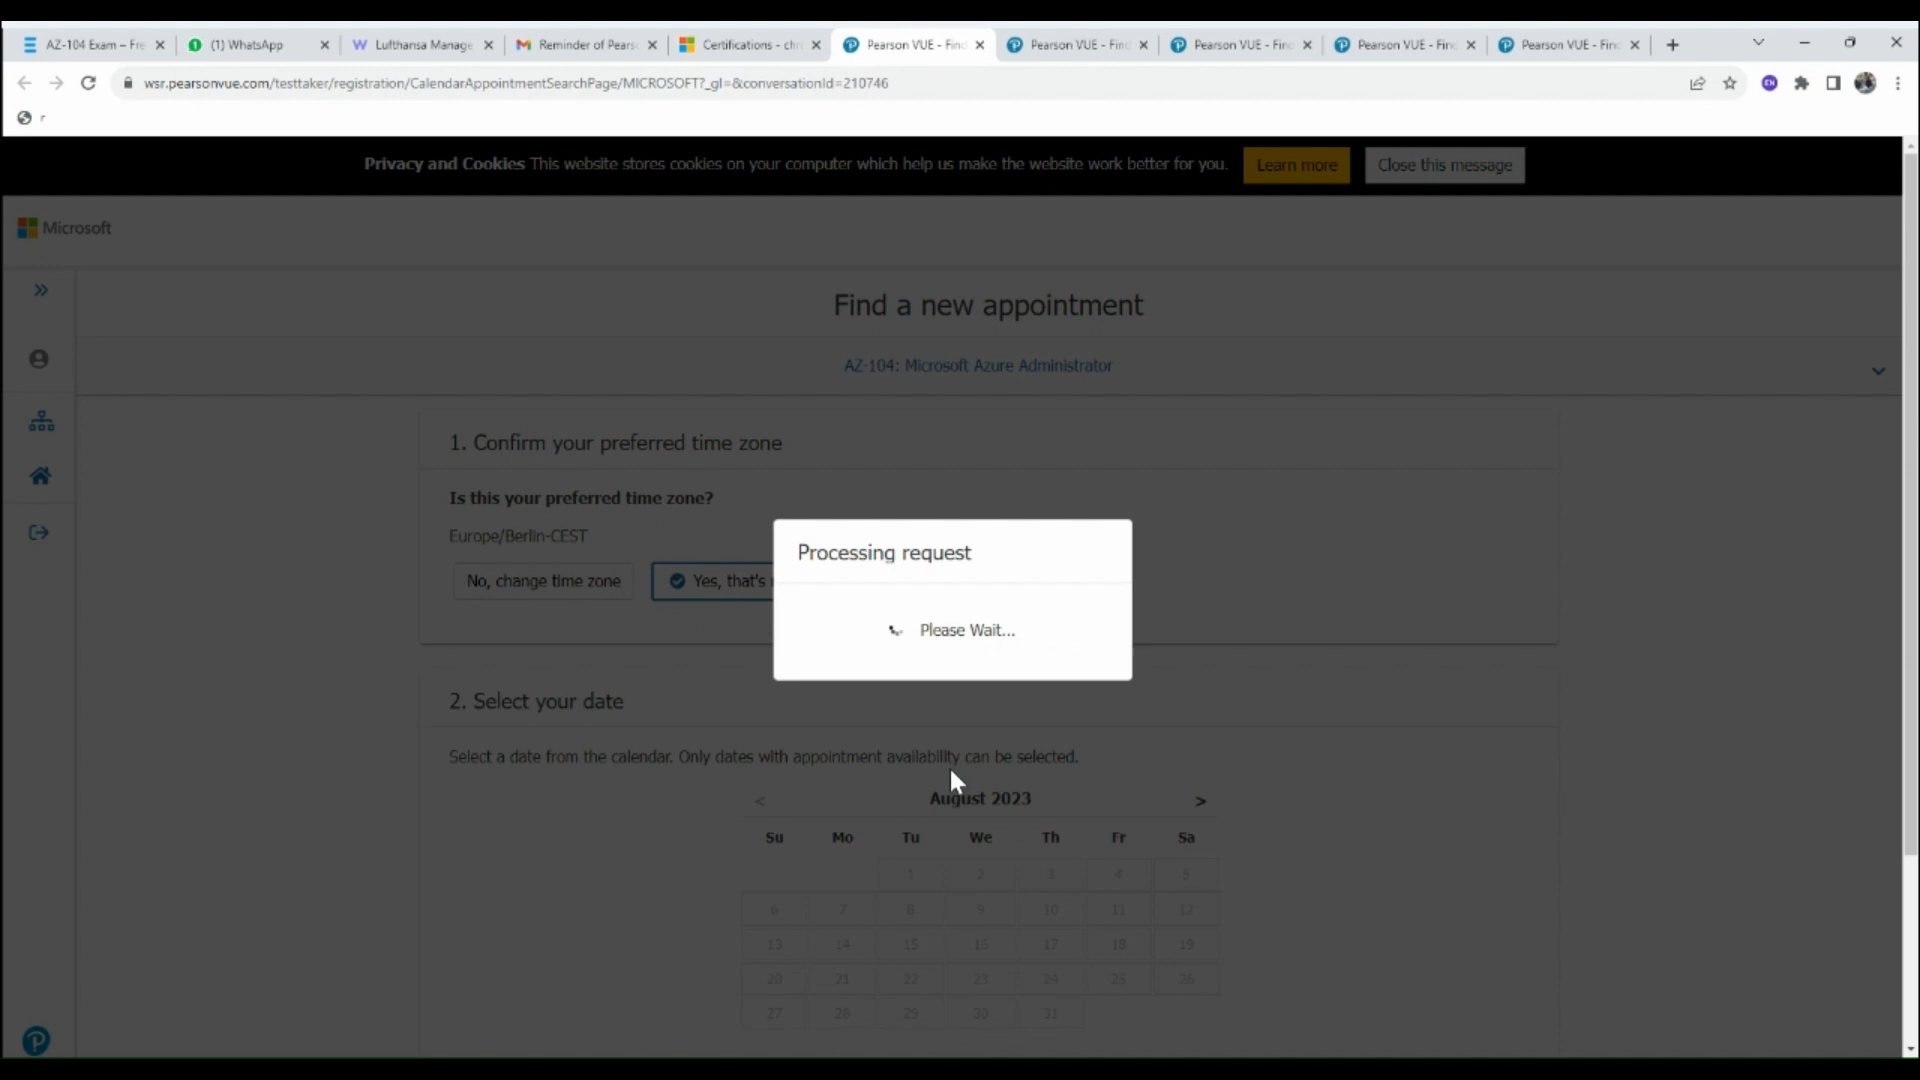 AZ-104 Exam – Fre
(1) WhatsApp
Lufthansa Manage
Reminder of Pears
Certifications - chri
Pearson VUE - Find
Pearson VUE - Find
Pearson VUE - Find
Pearson VUE - Find
Pearson VUE - Find
wsr.pearsonvue.com/testtaker/registration/CalendarAppointmentSearchPage/MICROSOFT?_gl=&conversationId=210746
EN
r
Privacy and Cookies This website stores cookies on your computer which help us make the website work better for you.
Learn more
Close this message
Microsoft
Find a new appointment
AZ-104: Microsoft Azure Administrator
1. Confirm your preferred time zone
Is this your preferred time zone?
Europe/Berlin-CEST
No, change time zone
Yes, that's
Processing request
Please Wait...
2. Select your date
Select a date from the calendar. Only dates with appointment availability can be selected.
< August 2023 >
Su Mo Tu We Th Fr Sa
1 2 3 4 5
6 7 8 9 10 11 12
13 14 15 16 17 18 19
20 21 22 23 24 25 26
27 28 29 30 31